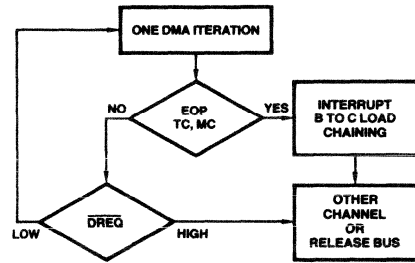 ONE DMA ITERATION
NO
EOP
TC, MC
YES
INTERRUPT
B TO C LOAD
CHAINING
LOW
DREQ
HIGH
OTHER
CHANNEL
OR
RELEASE BUS